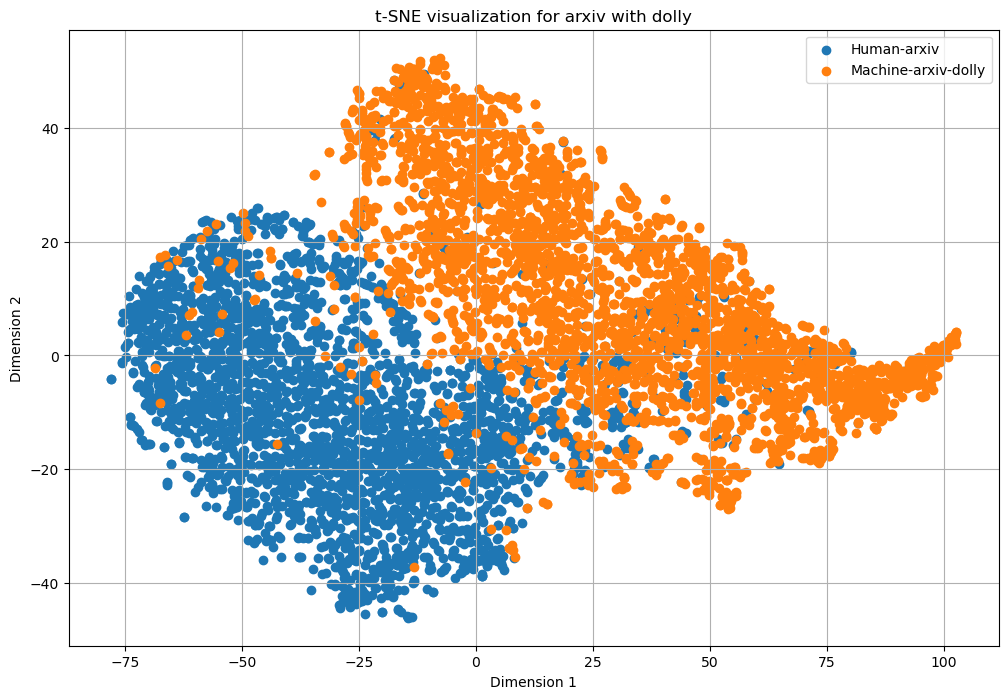 t-SNE visualization for arxiv with dolly
Human-arxiv
Machine-arxiv-dolly
Dimension 2
40
20
0
−20
−40
−75
−50
−25
0
25
50
75
100
Dimension 1